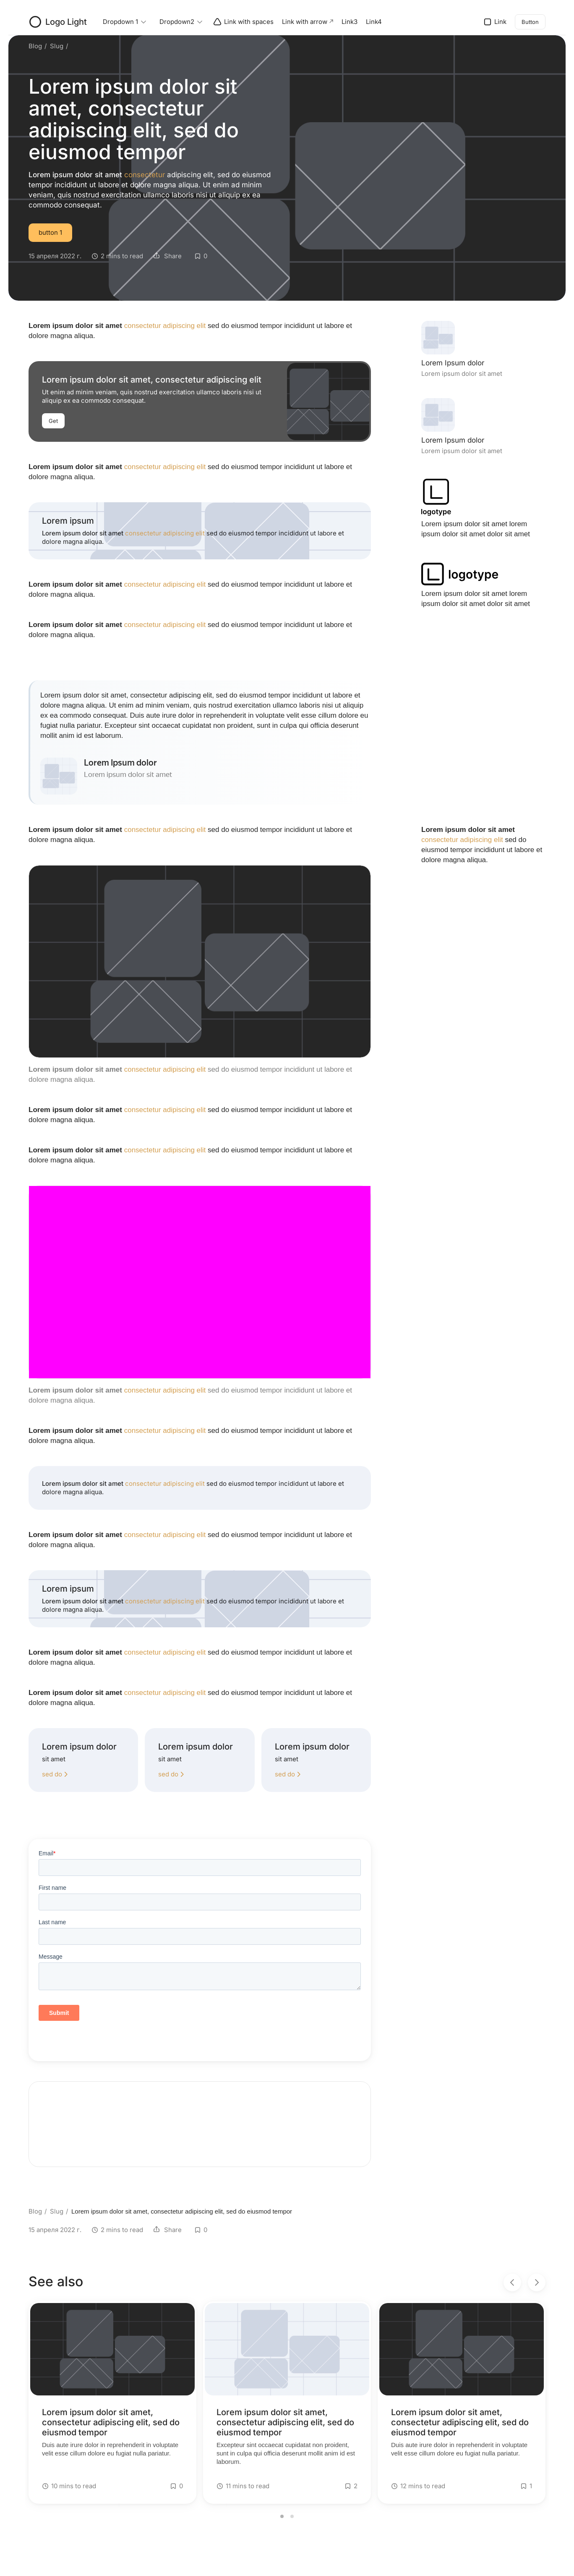 Logo Light Dropdown 1 Dropdown2 Link with spaces Link with arrow ↗ Link3 Link4 Link Button
Blog / Slug /
Lorem ipsum dolor sit
amet, consectetur
adipiscing elit, sed do
eiusmod tempor
Lorem ipsum dolor sit amet consectetur adipiscing elit, sed do eiusmod
tempor incididunt ut labore et dolore magna aliqua. Ut enim ad minim
veniam, quis nostrud exercitation ullamco laboris nisi ut aliquip ex ea
commodo consequat.
button 1
15 апреля 2022 г. 2 mins to read Share 0
Lorem ipsum dolor sit amet consectetur adipiscing elit sed do eiusmod tempor incididunt ut labore et
dolore magna aliqua.
Lorem ipsum dolor sit amet, consectetur adipiscing elit
Ut enim ad minim veniam, quis nostrud exercitation ullamco laboris nisi ut
aliquip ex ea commodo consequat.
Get
Lorem ipsum dolor sit amet consectetur adipiscing elit sed do eiusmod tempor incididunt ut labore et
dolore magna aliqua.
Lorem ipsum
Lorem ipsum dolor sit amet consectetur adipiscing elit sed do eiusmod tempor incididunt ut labore et
dolore magna aliqua.
Lorem ipsum dolor sit amet consectetur adipiscing elit sed do eiusmod tempor incididunt ut labore et
dolore magna aliqua.
Lorem ipsum dolor sit amet consectetur adipiscing elit sed do eiusmod tempor incididunt ut labore et
dolore magna aliqua.
Lorem Ipsum dolor
Lorem ipsum dolor sit amet
Lorem Ipsum dolor
Lorem ipsum dolor sit amet
L
logotype
Lorem ipsum dolor sit amet lorem
ipsum dolor sit amet dolor sit amet
L logotype
Lorem ipsum dolor sit amet lorem
ipsum dolor sit amet dolor sit amet
Lorem ipsum dolor sit amet, consectetur adipiscing elit, sed do eiusmod tempor incididunt ut labore et
dolore magna aliqua. Ut enim ad minim veniam, quis nostrud exercitation ullamco laboris nisi ut aliquip
ex ea commodo consequat. Duis aute irure dolor in reprehenderit in voluptate velit esse cillum dolore eu
fugiat nulla pariatur. Excepteur sint occaecat cupidatat non proident, sunt in culpa qui officia deserunt
mollit anim id est laborum.
Lorem Ipsum dolor
Lorem ipsum dolor sit amet
Lorem ipsum dolor sit amet consectetur adipiscing elit sed do eiusmod tempor incididunt ut labore et
dolore magna aliqua.
Lorem ipsum dolor sit amet
consectetur adipiscing elit sed do
eiusmod tempor incididunt ut labore et
dolore magna aliqua.
Lorem ipsum dolor sit amet consectetur adipiscing elit sed do eiusmod tempor incididunt ut labore et
dolore magna aliqua.
Lorem ipsum dolor sit amet consectetur adipiscing elit sed do eiusmod tempor incididunt ut labore et
dolore magna aliqua.
Lorem ipsum dolor sit amet consectetur adipiscing elit sed do eiusmod tempor incididunt ut labore et
dolore magna aliqua.
Lorem ipsum dolor sit amet consectetur adipiscing elit sed do eiusmod tempor incididunt ut labore et
dolore magna aliqua.
Lorem ipsum dolor sit amet consectetur adipiscing elit sed do eiusmod tempor incididunt ut labore et
dolore magna aliqua.
Lorem ipsum dolor sit amet consectetur adipiscing elit sed do eiusmod tempor incididunt ut labore et
dolore magna aliqua.
Lorem ipsum dolor sit amet consectetur adipiscing elit sed do eiusmod tempor incididunt ut labore et
dolore magna aliqua.
Lorem ipsum
Lorem ipsum dolor sit amet consectetur adipiscing elit sed do eiusmod tempor incididunt ut labore et
dolore magna aliqua.
Lorem ipsum dolor sit amet consectetur adipiscing elit sed do eiusmod tempor incididunt ut labore et
dolore magna aliqua.
Lorem ipsum dolor sit amet consectetur adipiscing elit sed do eiusmod tempor incididunt ut labore et
dolore magna aliqua.
Lorem ipsum dolor Lorem ipsum dolor Lorem ipsum dolor
sit amet sit amet sit amet
sed do sed do sed do
Email*
First name
Last name
Message
Submit
Blog / Slug / Lorem ipsum dolor sit amet, consectetur adipiscing elit, sed do eiusmod tempor
15 апреля 2022 г. 2 mins to read Share 0
See also
Lorem ipsum dolor sit amet,
consectetur adipiscing elit, sed do
eiusmod tempor
Duis aute irure dolor in reprehenderit in voluptate
velit esse cillum dolore eu fugiat nulla pariatur.
10 mins to read 0
Lorem ipsum dolor sit amet,
consectetur adipiscing elit, sed do
eiusmod tempor
Excepteur sint occaecat cupidatat non proident,
sunt in culpa qui officia deserunt mollit anim id est
laborum.
11 mins to read 2
Lorem ipsum dolor sit amet,
consectetur adipiscing elit, sed do
eiusmod tempor
Duis aute irure dolor in reprehenderit in voluptate
velit esse cillum dolore eu fugiat nulla pariatur.
12 mins to read 1